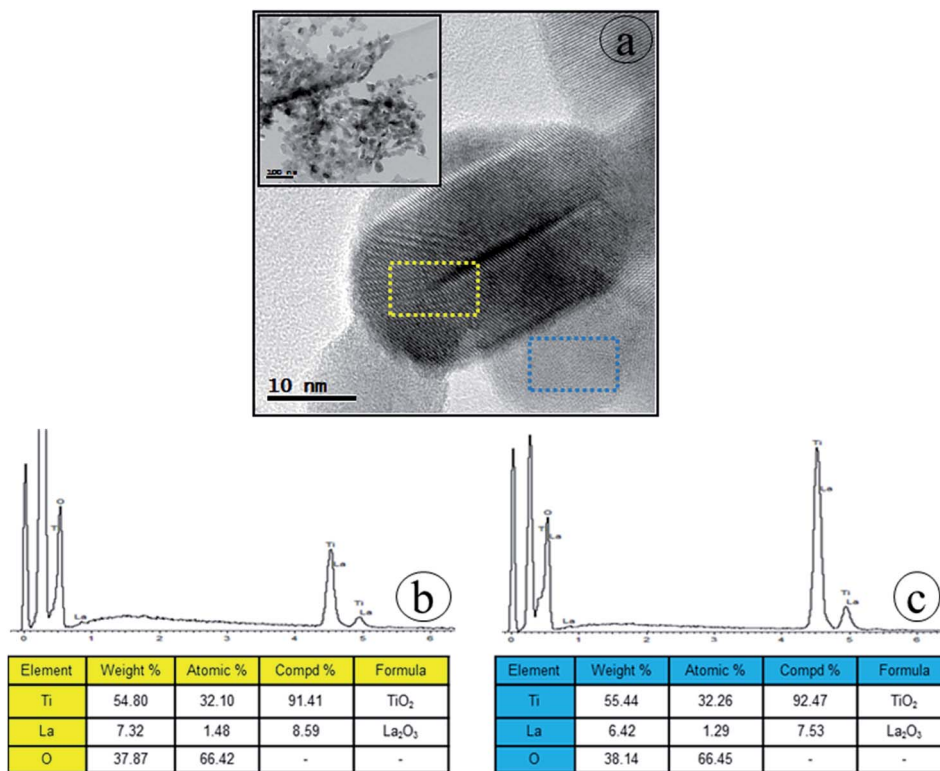 a
100 nm
10 nm
b
Ti
O
La
Ti
La
Ti
La
0 1 2 3 4 5 6
c
Ti
La
O
Ti
La
Ti
La
La
0 1 2 3 4 5 6
Element Weight % Atomic % Compd % Formula
Ti 54.80 32.10 91.41 TiO₂
La 7.32 1.48 8.59 La₂O₃
O 37.87 66.42 - -
Element Weight % Atomic % Compd % Formula
Ti 55.44 32.26 92.47 TiO₂
La 6.42 1.29 7.53 La₂O₃
O 38.14 66.45 - -